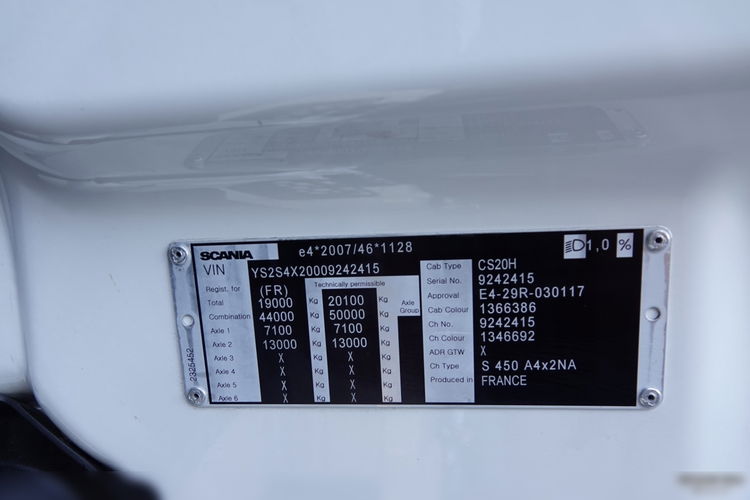 SCANIA e4*2007/46*1128 1,0 %
VIN YS2S4X20009242415
Regist. for (FR) Technically permissible
Total 19000 Kg 20100 Kg Axle Group
Combination 44000 Kg 50000 Kg
Axle 1 7100 Kg 7100 Kg
Axle 2 13000 Kg 13000 Kg
Axle 3 X Kg X Kg
Axle 4 X Kg X Kg
Axle 5 X Kg X Kg
Axle 6 X Kg X Kg
Cab Type CS20H
Serial No. 9242415
Approval E4-29R-030117
Cab Colour 1366386
Ch No. 9242415
Ch Colour 1346692
ADR GTW X
Ch Type S 450 A4x2NA
Produced in FRANCE
2325452